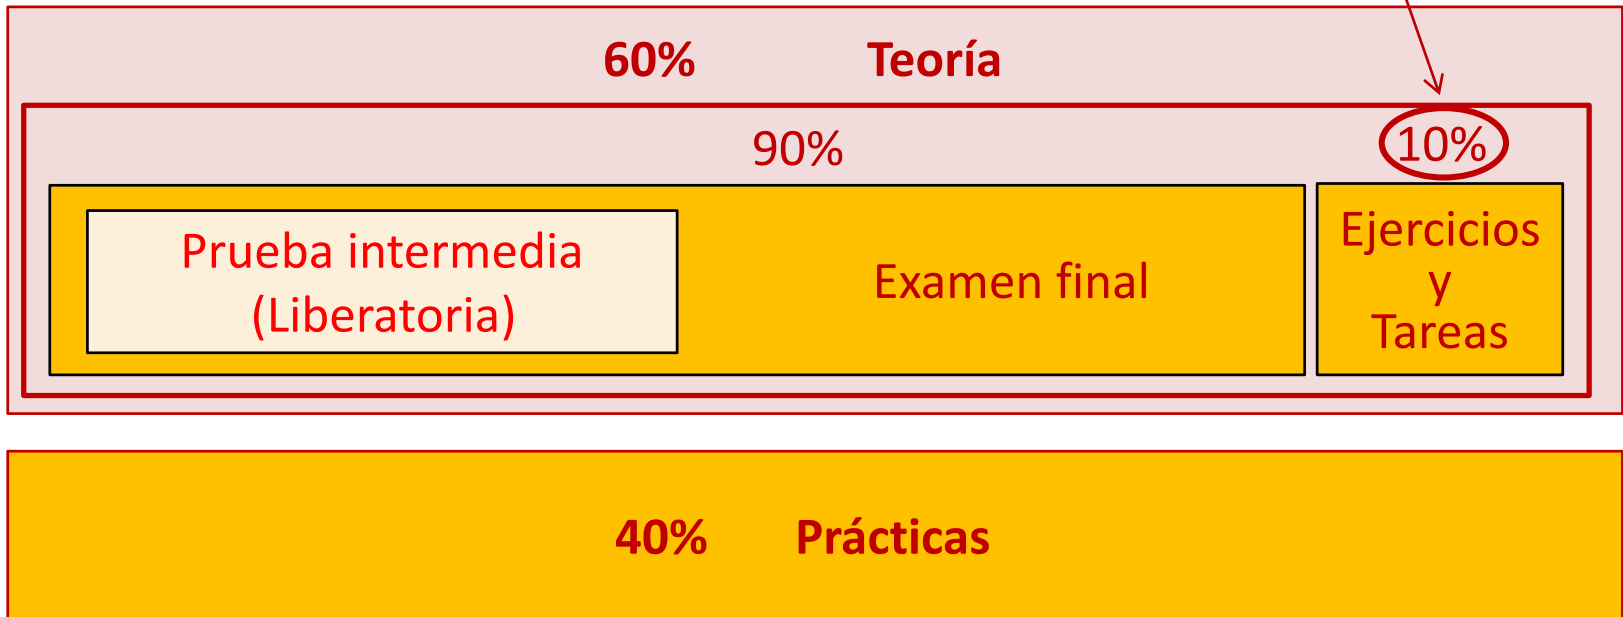 60% Teoría
90%
10%
Prueba intermedia
(Liberatoria)
Examen final
Ejercicios
y
Tareas
40% Prácticas